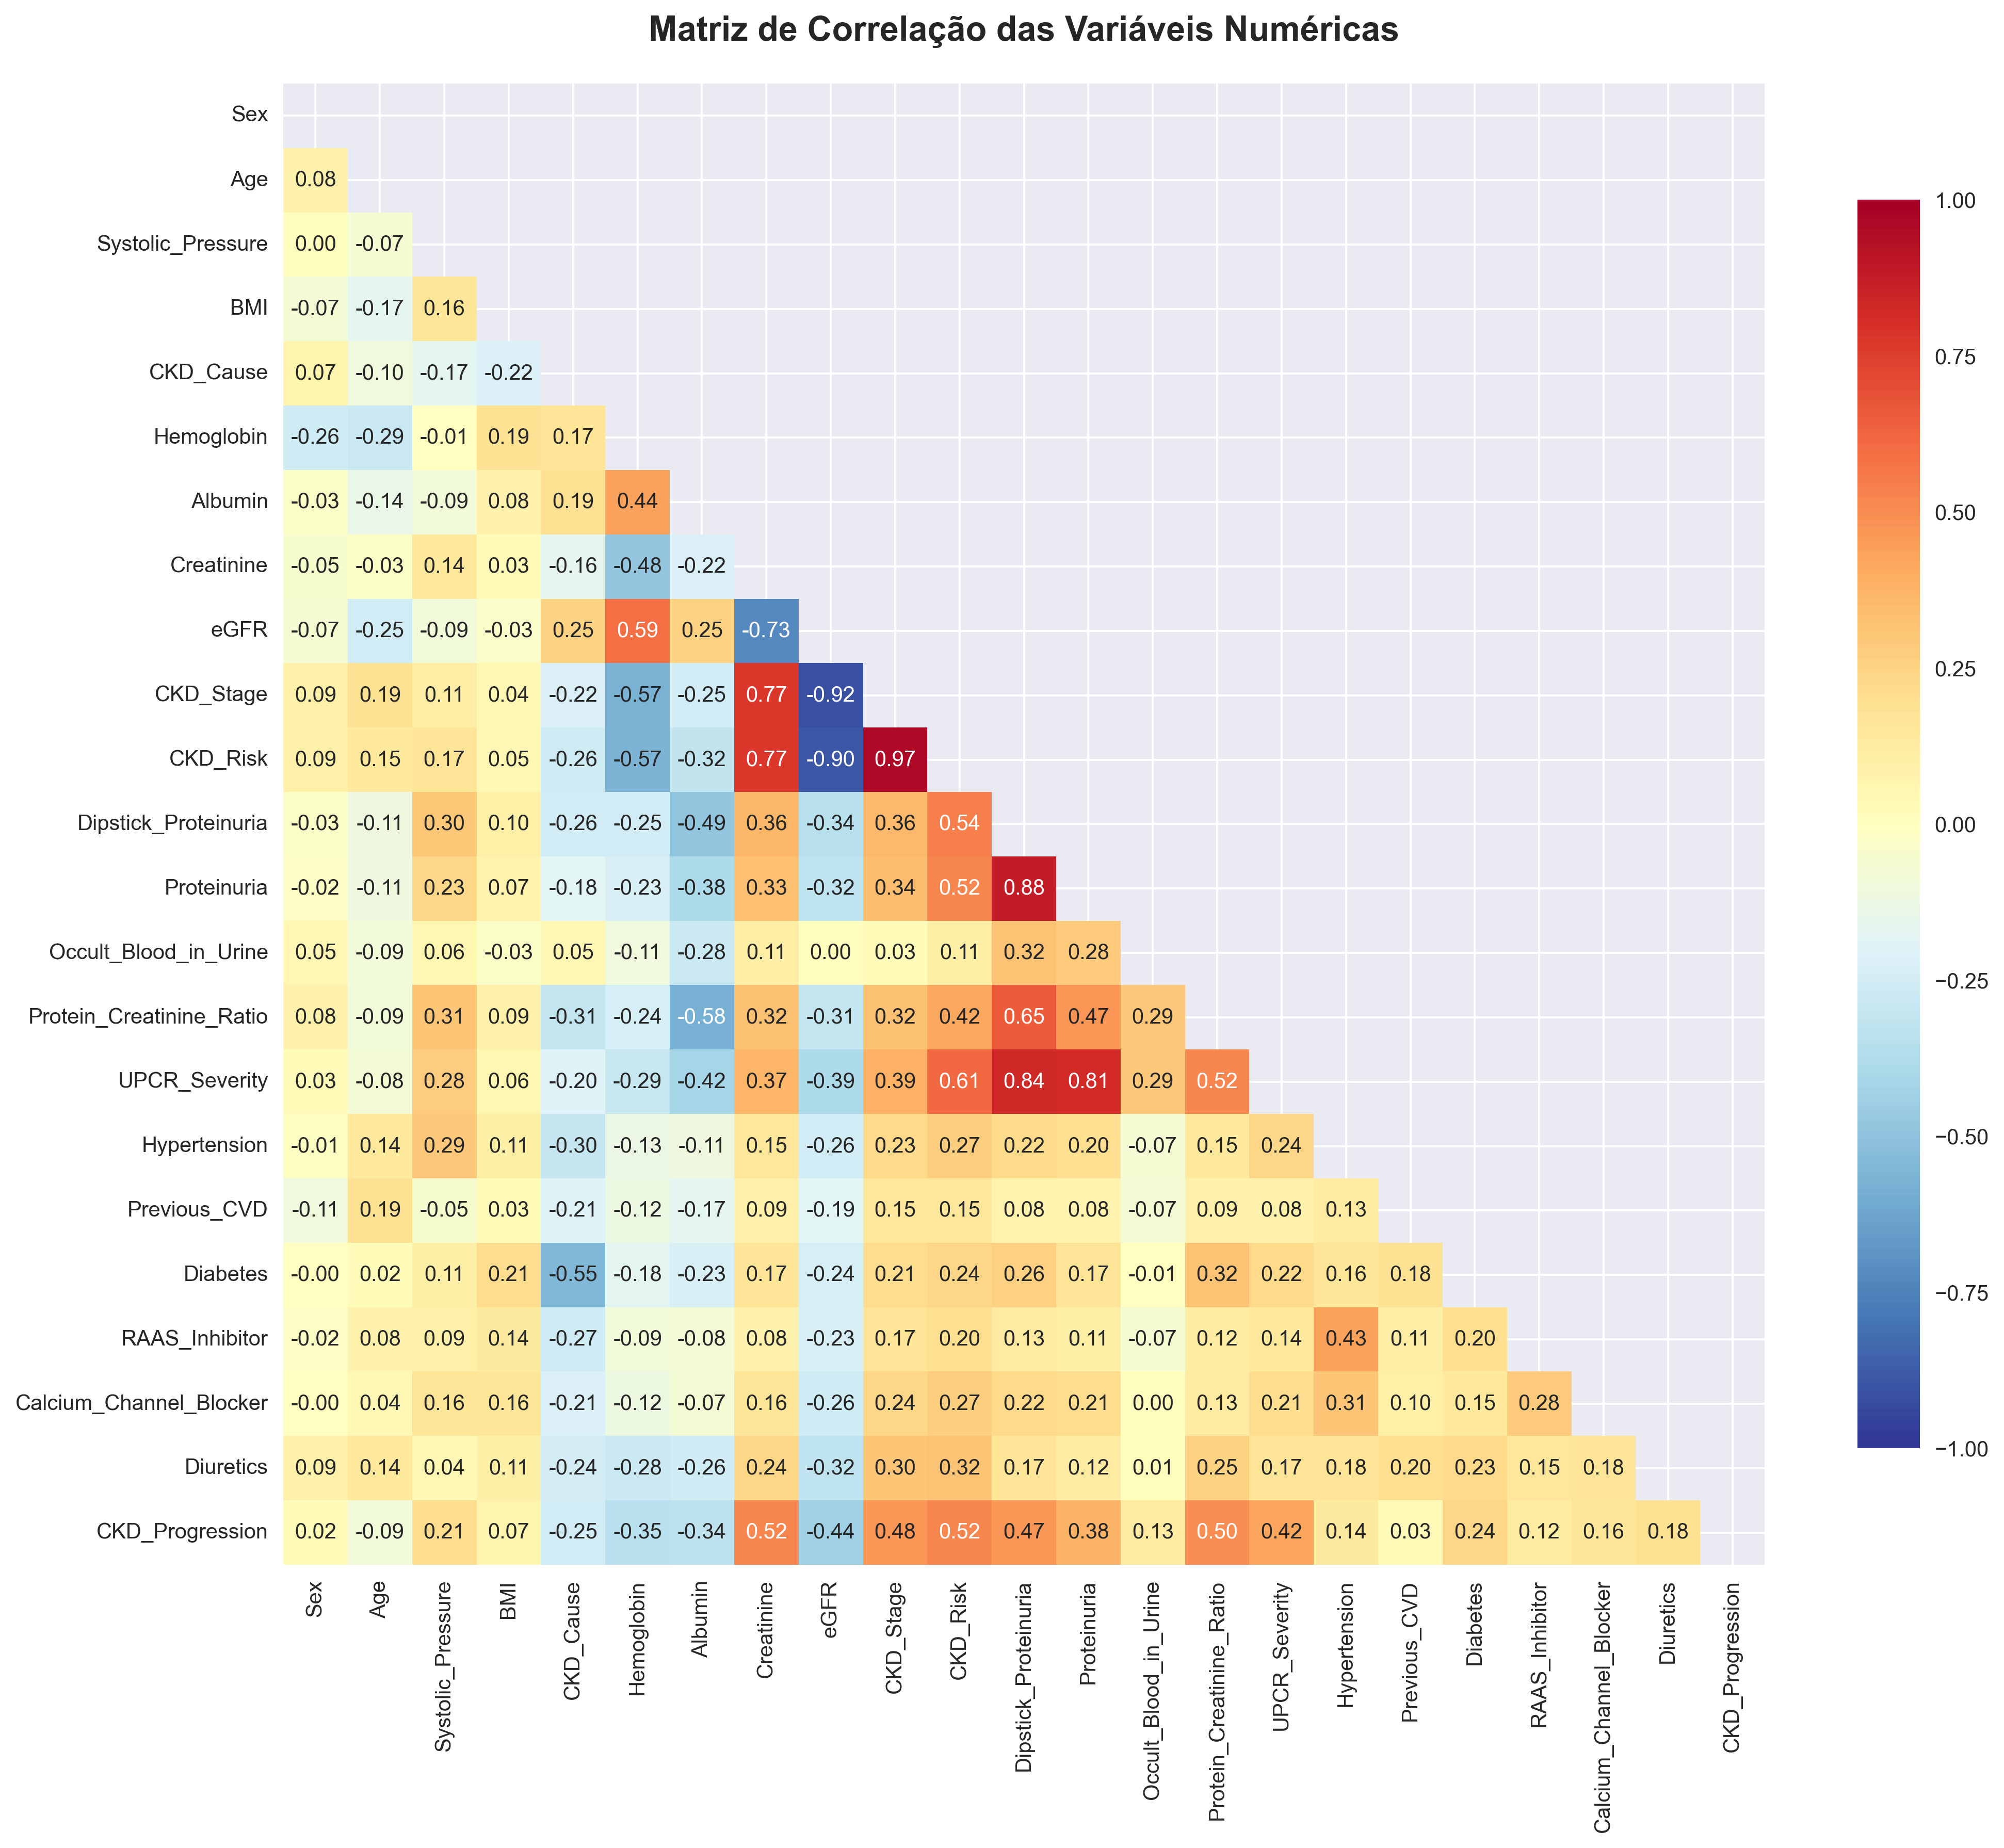 Matriz de Correlação das Variáveis Numéricas
Sex
Age 0.08
Systolic_Pressure 0.00 -0.07
BMI -0.07 -0.17 0.16
CKD_Cause 0.07 -0.10 -0.17 -0.22
Hemoglobin -0.26 -0.29 -0.01 0.19 0.17
Albumin -0.03 -0.14 -0.09 0.08 0.19 0.44
Creatinine -0.05 -0.03 0.14 0.03 -0.16 -0.48 -0.22
eGFR -0.07 -0.25 -0.09 -0.03 0.25 0.59 0.25 -0.73
CKD_Stage 0.09 0.19 0.11 0.04 -0.22 -0.57 -0.25 0.77 -0.92
CKD_Risk 0.09 0.15 0.17 0.05 -0.26 -0.57 -0.32 0.77 -0.90 0.97
Dipstick_Proteinuria -0.03 -0.11 0.30 0.10 -0.26 -0.25 -0.49 0.36 -0.34 0.36 0.54
Proteinuria -0.02 -0.11 0.23 0.07 -0.18 -0.23 -0.38 0.33 -0.32 0.34 0.52 0.88
Occult_Blood_in_Urine 0.05 -0.09 0.06 -0.03 0.05 -0.11 -0.28 0.11 0.00 0.03 0.11 0.32 0.28
Protein_Creatinine_Ratio 0.08 -0.09 0.31 0.09 -0.31 -0.24 -0.58 0.32 -0.31 0.32 0.42 0.65 0.47 0.29
UPCR_Severity 0.03 -0.08 0.28 0.06 -0.20 -0.29 -0.42 0.37 -0.39 0.39 0.61 0.84 0.81 0.29 0.52
Hypertension -0.01 0.14 0.29 0.11 -0.30 -0.13 -0.11 0.15 -0.26 0.23 0.27 0.22 0.20 -0.07 0.15 0.24
Previous_CVD -0.11 0.19 -0.05 0.03 -0.21 -0.12 -0.17 0.09 -0.19 0.15 0.15 0.08 0.08 -0.07 0.09 0.08 0.13
Diabetes -0.00 0.02 0.11 0.21 -0.55 -0.18 -0.23 0.17 -0.24 0.21 0.24 0.26 0.17 -0.01 0.32 0.22 0.16 0.18
RAAS_Inhibitor -0.02 0.08 0.09 0.14 -0.27 -0.09 -0.08 0.08 -0.23 0.17 0.20 0.13 0.11 -0.07 0.12 0.14 0.43 0.11 0.20
Calcium_Channel_Blocker -0.00 0.04 0.16 0.16 -0.21 -0.12 -0.07 0.16 -0.26 0.24 0.27 0.22 0.21 0.00 0.13 0.21 0.31 0.10 0.15 0.28
Diuretics 0.09 0.14 0.04 0.11 -0.24 -0.28 -0.26 0.24 -0.32 0.30 0.32 0.17 0.12 0.01 0.25 0.17 0.18 0.20 0.23 0.15 0.18
CKD_Progression 0.02 -0.09 0.21 0.07 -0.25 -0.35 -0.34 0.52 -0.44 0.48 0.52 0.47 0.38 0.13 0.50 0.42 0.14 0.03 0.24 0.12 0.16 0.18
Sex
Age
Systolic_Pressure
BMI
CKD_Cause
Hemoglobin
Albumin
Creatinine
eGFR
CKD_Stage
CKD_Risk
Dipstick_Proteinuria
Proteinuria
Occult_Blood_in_Urine
Protein_Creatinine_Ratio
UPCR_Severity
Hypertension
Previous_CVD
Diabetes
RAAS_Inhibitor
Calcium_Channel_Blocker
Diuretics
CKD_Progression
1.00
0.75
0.50
0.25
0.00
−0.25
−0.50
−0.75
−1.00